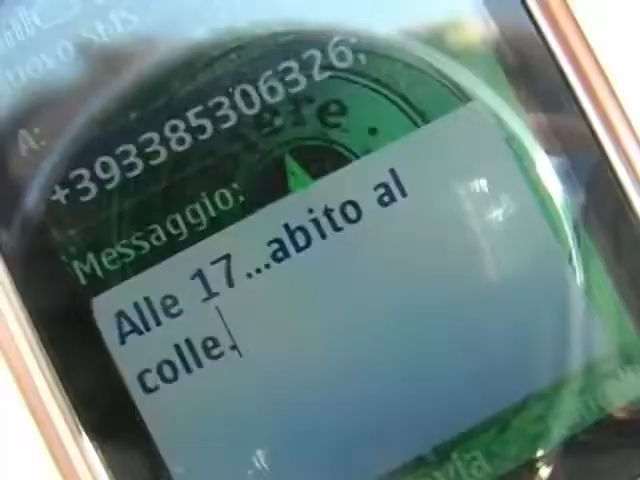 A:
+393385306326;
Messaggio:
Alle 17...abito al
colle.